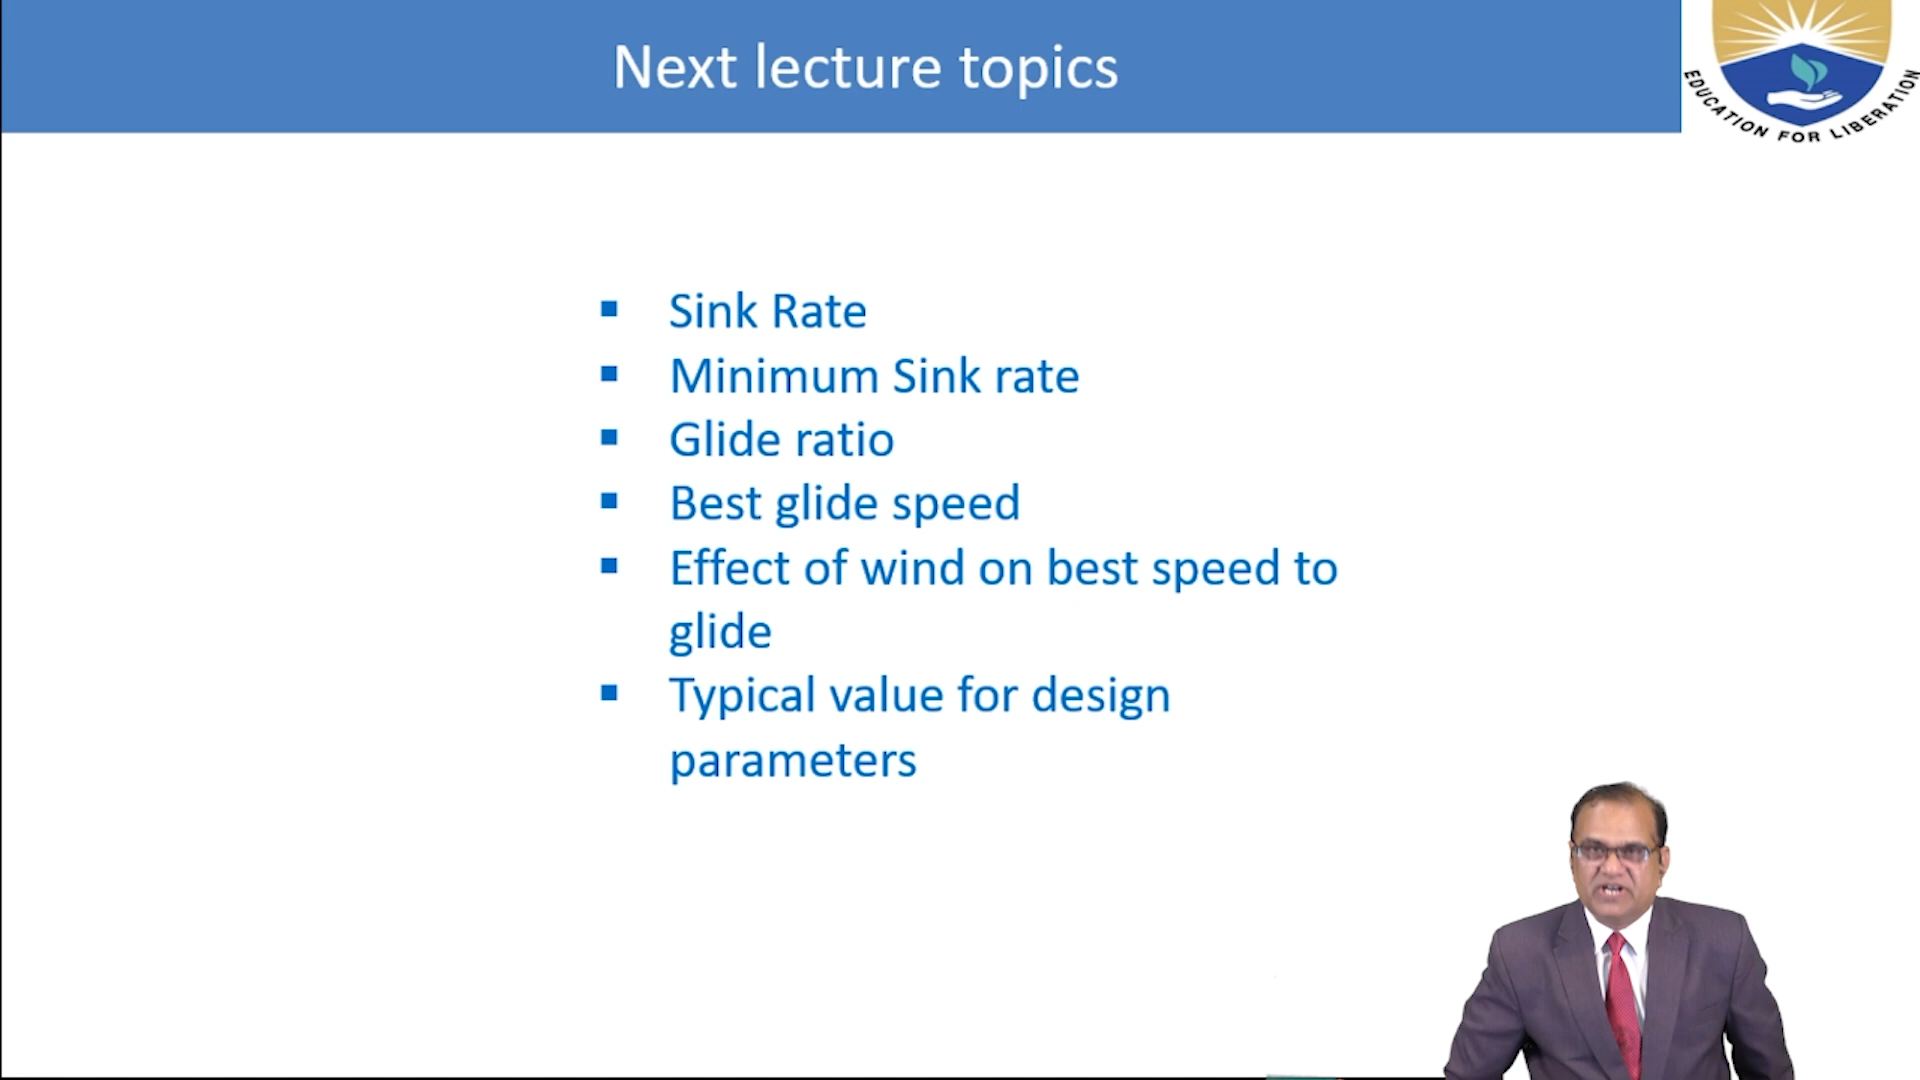 Next lecture topics
EDUCATION FOR LIBERATION
▪ Sink Rate
▪ Minimum Sink rate
▪ Glide ratio
▪ Best glide speed
▪ Effect of wind on best speed to
glide
▪ Typical value for design
parameters